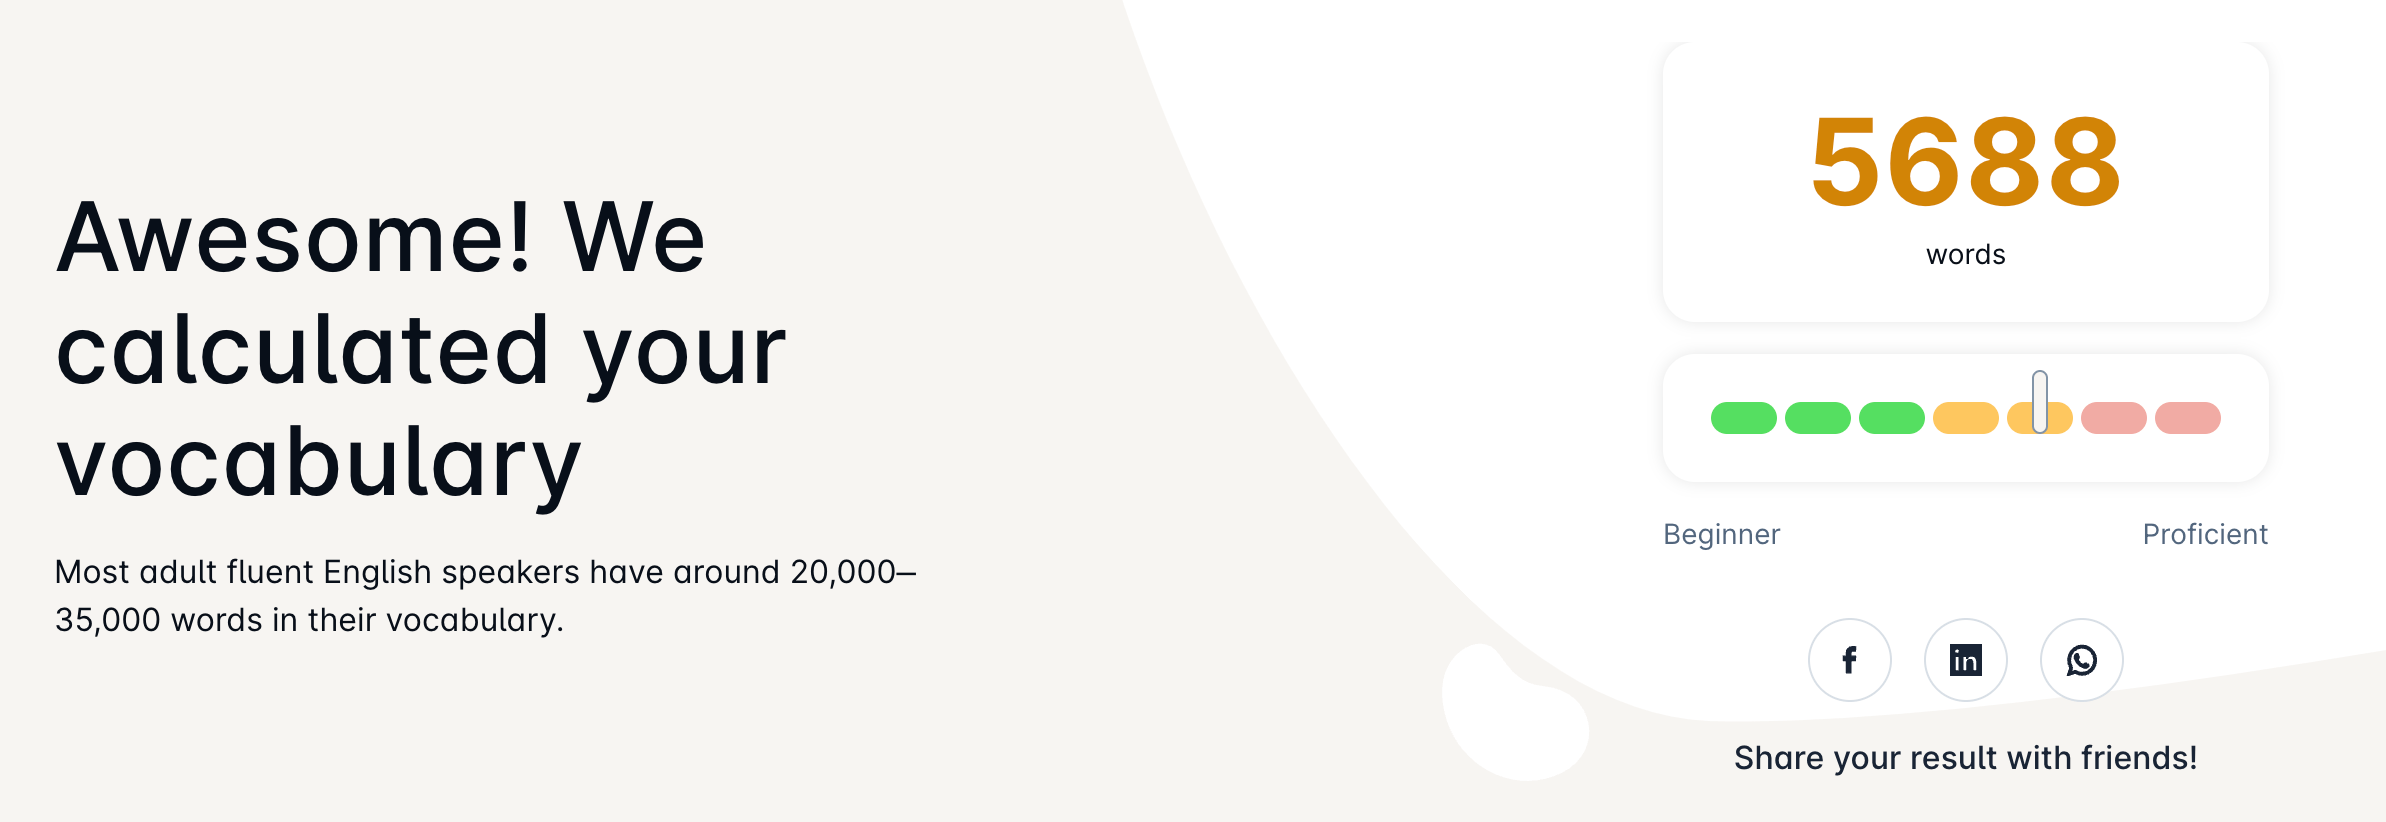 Awesome! We
calculated your
vocabulary
Most adult fluent English speakers have around 20,000–
35,000 words in their vocabulary.
5688
words
Beginner
Proficient
f
in
Share your result with friends!